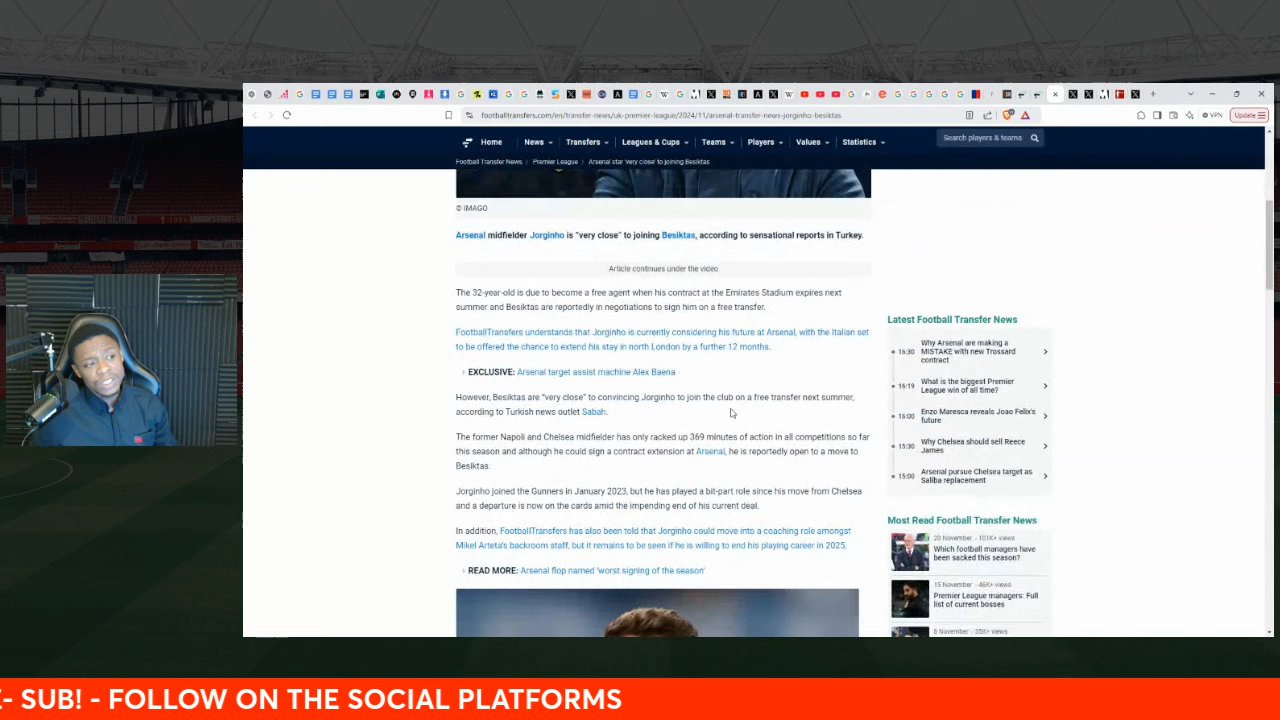 footballtransfers.com/en/transfer-news/uk-premier-league/2024/11/arsenal-transfer-news-jorginho-besiktas
VPN
Update
Home
News
Transfers
Leagues & Cups
Teams
Players
Values
Statistics
Search players & teams
Football Transfer News
Premier League
Arsenal star 'very close' to joining Besiktas
© IMAGO
Arsenal midfielder Jorginho is "very close" to joining Besiktas, according to sensational reports in Turkey.
Article continues under the video
The 32-year-old is due to become a free agent when his contract at the Emirates Stadium expires next
summer and Besiktas are reportedly in negotiations to sign him on a free transfer.
FootballTransfers understands that Jorginho is currently considering his future at Arsenal, with the Italian set
to be offered the chance to extend his stay in north London by a further 12 months.
EXCLUSIVE: Arsenal target assist machine Alex Baena
However, Besiktas are "very close" to convincing Jorginho to join the club on a free transfer next summer,
according to Turkish news outlet Sabah.
The former Napoli and Chelsea midfielder has only racked up 369 minutes of action in all competitions so far
this season and although he could sign a contract extension at Arsenal, he is reportedly open to a move to
Besiktas.
Jorginho joined the Gunners in January 2023, but he has played a bit-part role since his move from Chelsea
and a departure is now on the cards amid the impending end of his current deal.
In addition, FootballTransfers has also been told that Jorginho could move into a coaching role amongst
Mikel Arteta's backroom staff, but it remains to be seen if he is willing to end his playing career in 2025.
READ MORE: Arsenal flop named 'worst signing of the season'
Latest Football Transfer News
16:30
Why Arsenal are making a
MISTAKE with new Trossard
contract
16:19
What is the biggest Premier
League win of all time?
16:00
Enzo Maresca reveals Joao Felix's
future
15:30
Why Chelsea should sell Reece
James
15:00
Arsenal pursue Chelsea target as
Saliba replacement
Most Read Football Transfer News
20 November · 101K+ views
Which football managers have
been sacked this season?
15 November · 46K+ views
Premier League managers: Full
list of current bosses
6 November · 35K+ views
Arsenal
- SUB! - FOLLOW ON THE SOCIAL PLATFORMS